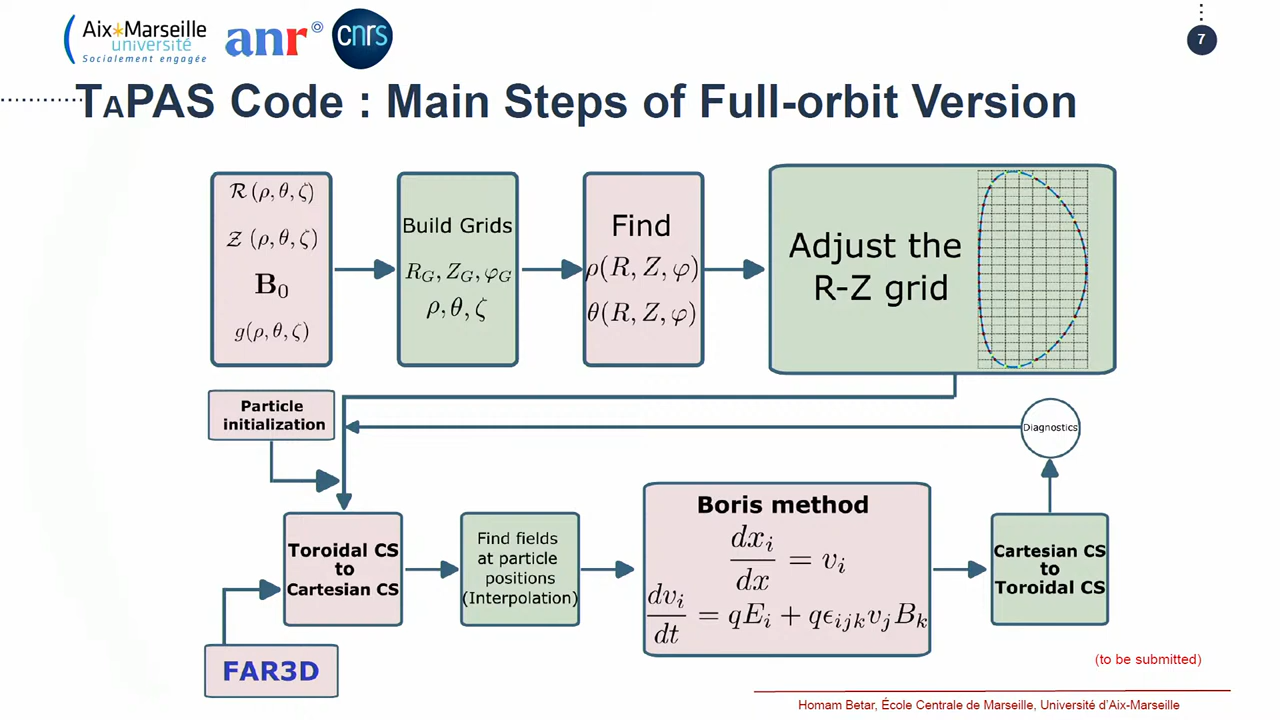 Aix*Marseille
université
Socialement engagée
anr
cnrs
7
TAPAS Code : Main Steps of Full-orbit Version
R (ρ, θ, ζ)
Z (ρ, θ, ζ)
B₀
g(ρ, θ, ζ)
Build Grids
R_G, Z_G, φ_G
ρ, θ, ζ
Find
ρ(R, Z, φ)
θ(R, Z, φ)
Adjust the
R-Z grid
Particle
initialization
Diagnostics
Toroidal CS
to
Cartesian CS
Find fields
at particle
positions
(Interpolation)
Boris method
dx_i/dx = v_i
dv_i/dt = qE_i + qϵ_ijk v_j B_k
Cartesian CS
to
Toroidal CS
FAR3D
(to be submitted)
Homam Betar, École Centrale de Marseille, Université d'Aix-Marseille